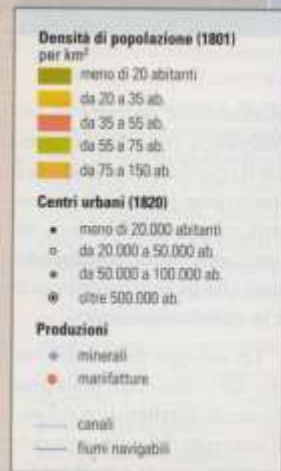 Densità di popolazione (1801)
per km²
meno di 20 abitanti
da 20 a 35 ab.
da 35 a 55 ab.
da 55 a 75 ab.
da 75 a 150 ab.
Centri urbani (1820)
meno di 20.000 abitanti
da 20.000 a 50.000 ab.
da 50.000 a 100.000 ab.
oltre 500.000 ab.
Produzioni
minerali
manifatture
canali
fiumi navigabili